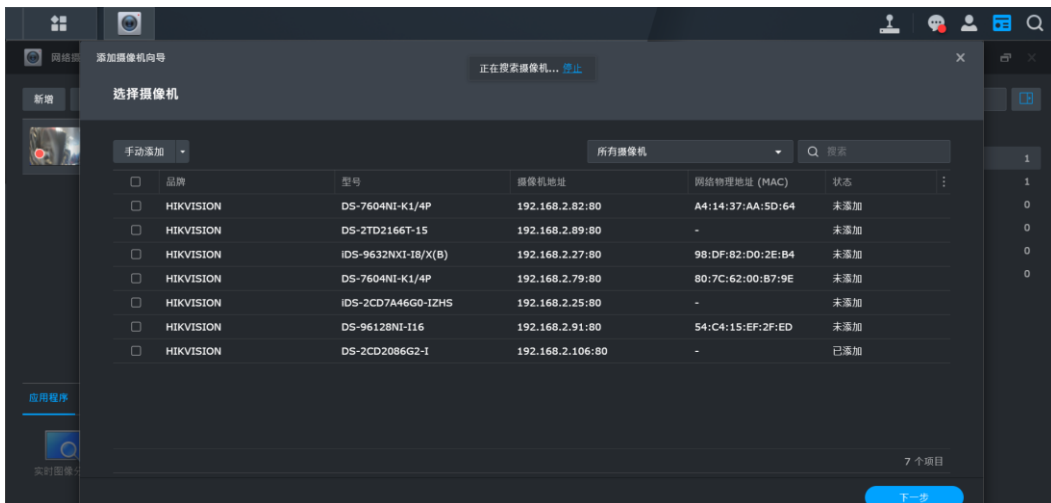 网络摄
添加摄像机向导
正在搜索摄像机... 停止
新增
选择摄像机
手动添加
所有摄像机
搜索
品牌 型号 摄像机地址 网络物理地址 (MAC) 状态
HIKVISION DS-7604NI-K1/4P 192.168.2.82:80 A4:14:37:AA:5D:64 未添加
HIKVISION DS-2TD2166T-15 192.168.2.89:80 - 未添加
HIKVISION iDS-9632NXI-I8/X(B) 192.168.2.27:80 98:DF:82:D0:2E:B4 未添加
HIKVISION DS-7604NI-K1/4P 192.168.2.79:80 80:7C:62:00:B7:9E 未添加
HIKVISION iDS-2CD7A46G0-IZHS 192.168.2.25:80 - 未添加
HIKVISION DS-96128NI-I16 192.168.2.91:80 54:C4:15:EF:2F:ED 未添加
HIKVISION DS-2CD2086G2-I 192.168.2.106:80 - 已添加
1
1
0
0
0
0
应用程序
实时图像分
7 个项目
下一步